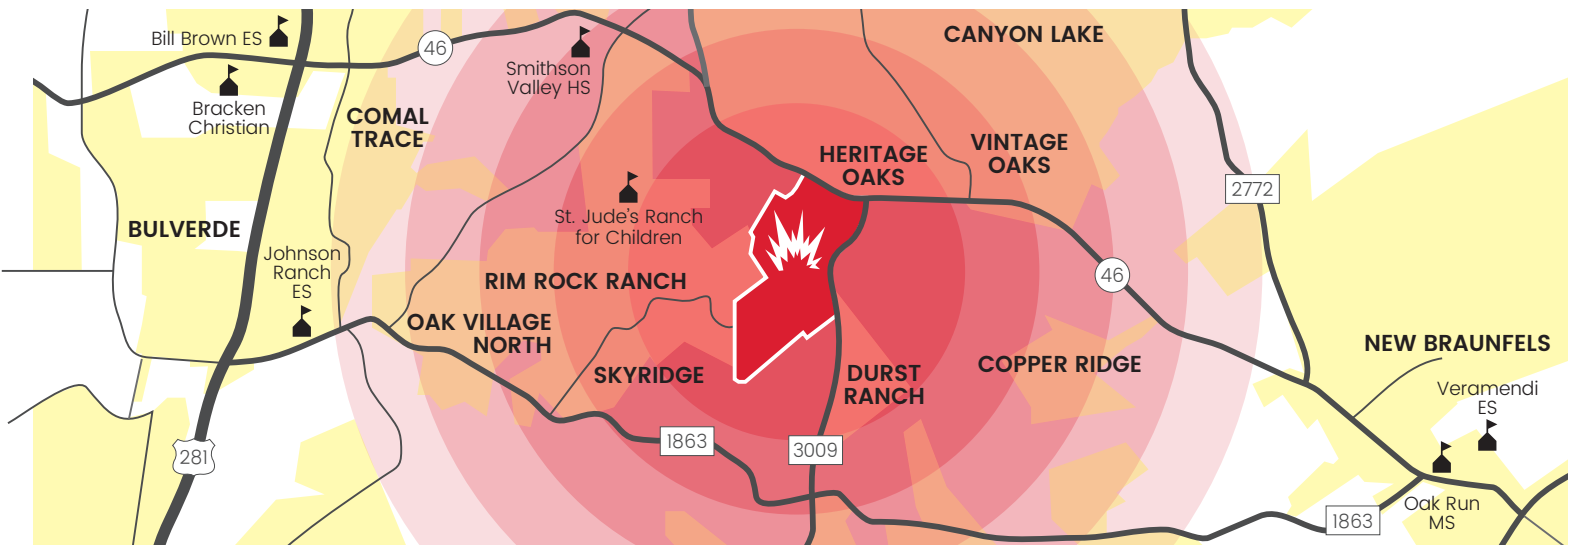 Bill Brown ES
46
Smithson
Valley HS
CANYON LAKE
Bracken
Christian
COMAL
TRACE
HERITAGE
OAKS
VINTAGE
OAKS
2772
BULVERDE
St. Jude's Ranch
for Children
Johnson
Ranch
ES
RIM ROCK RANCH
46
OAK VILLAGE
NORTH
SKYRIDGE
DURST
RANCH
COPPER RIDGE
NEW BRAUNFELS
Veramendi
ES
281
1863
3009
Oak Run
MS
1863